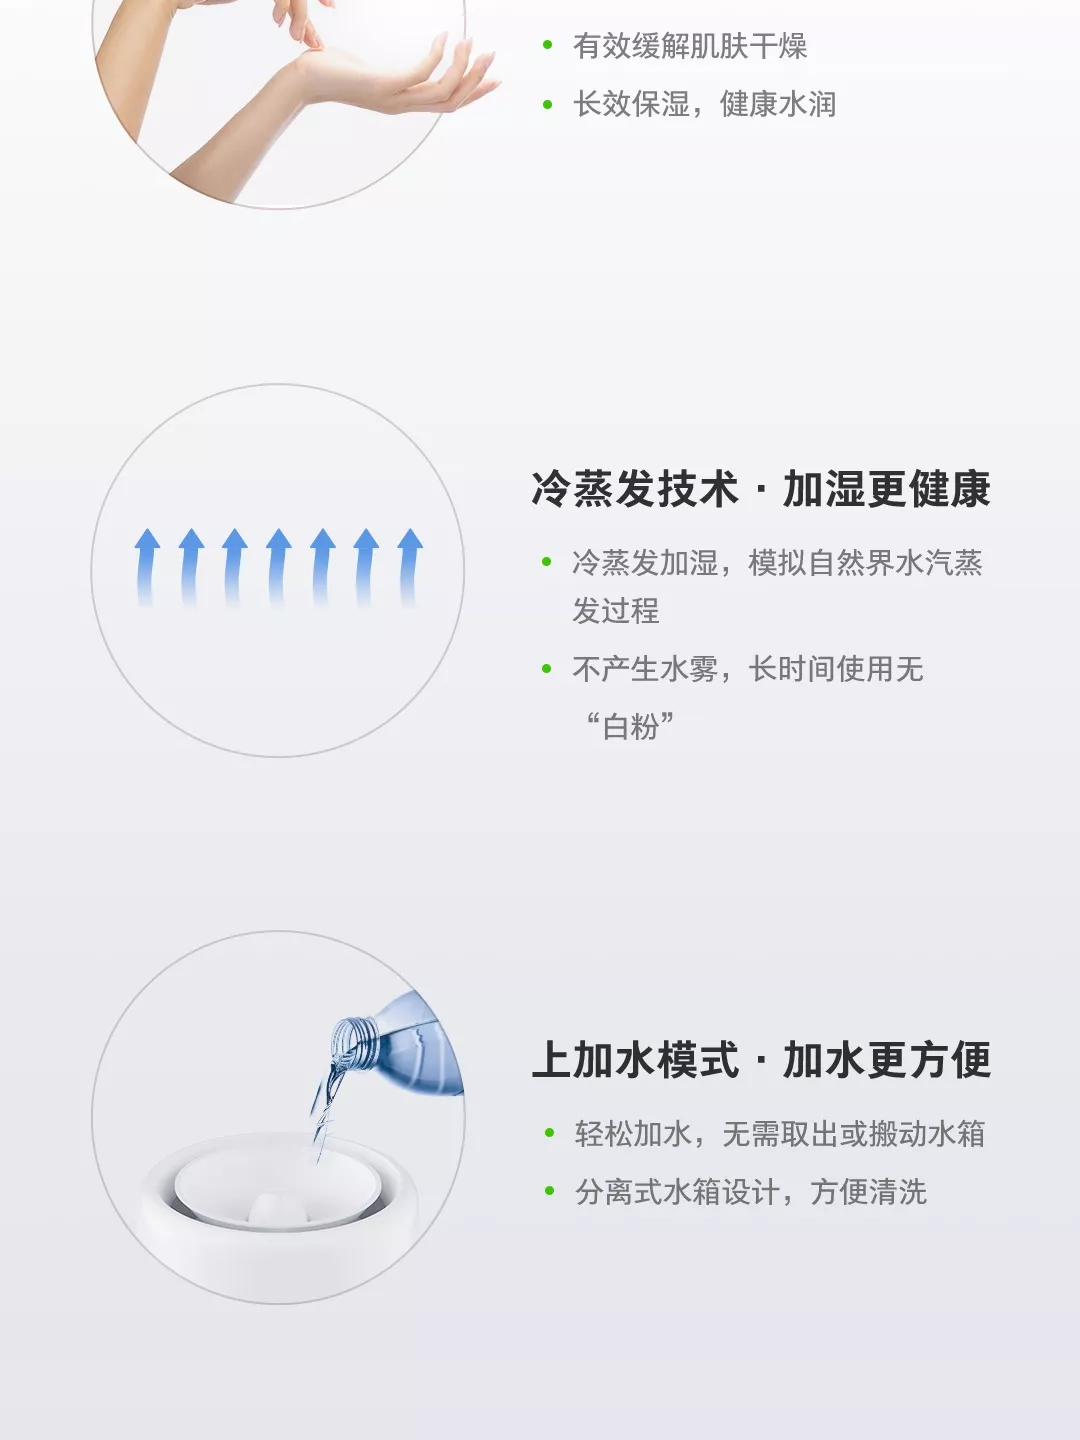 有效缓解肌肤干燥
长效保湿，健康水润
冷蒸发技术 · 加湿更健康
冷蒸发加湿，模拟自然界水汽蒸
发过程
不产生水雾，长时间使用无
“白粉”
上加水模式 · 加水更方便
轻松加水，无需取出或搬动水箱
分离式水箱设计，方便清洗